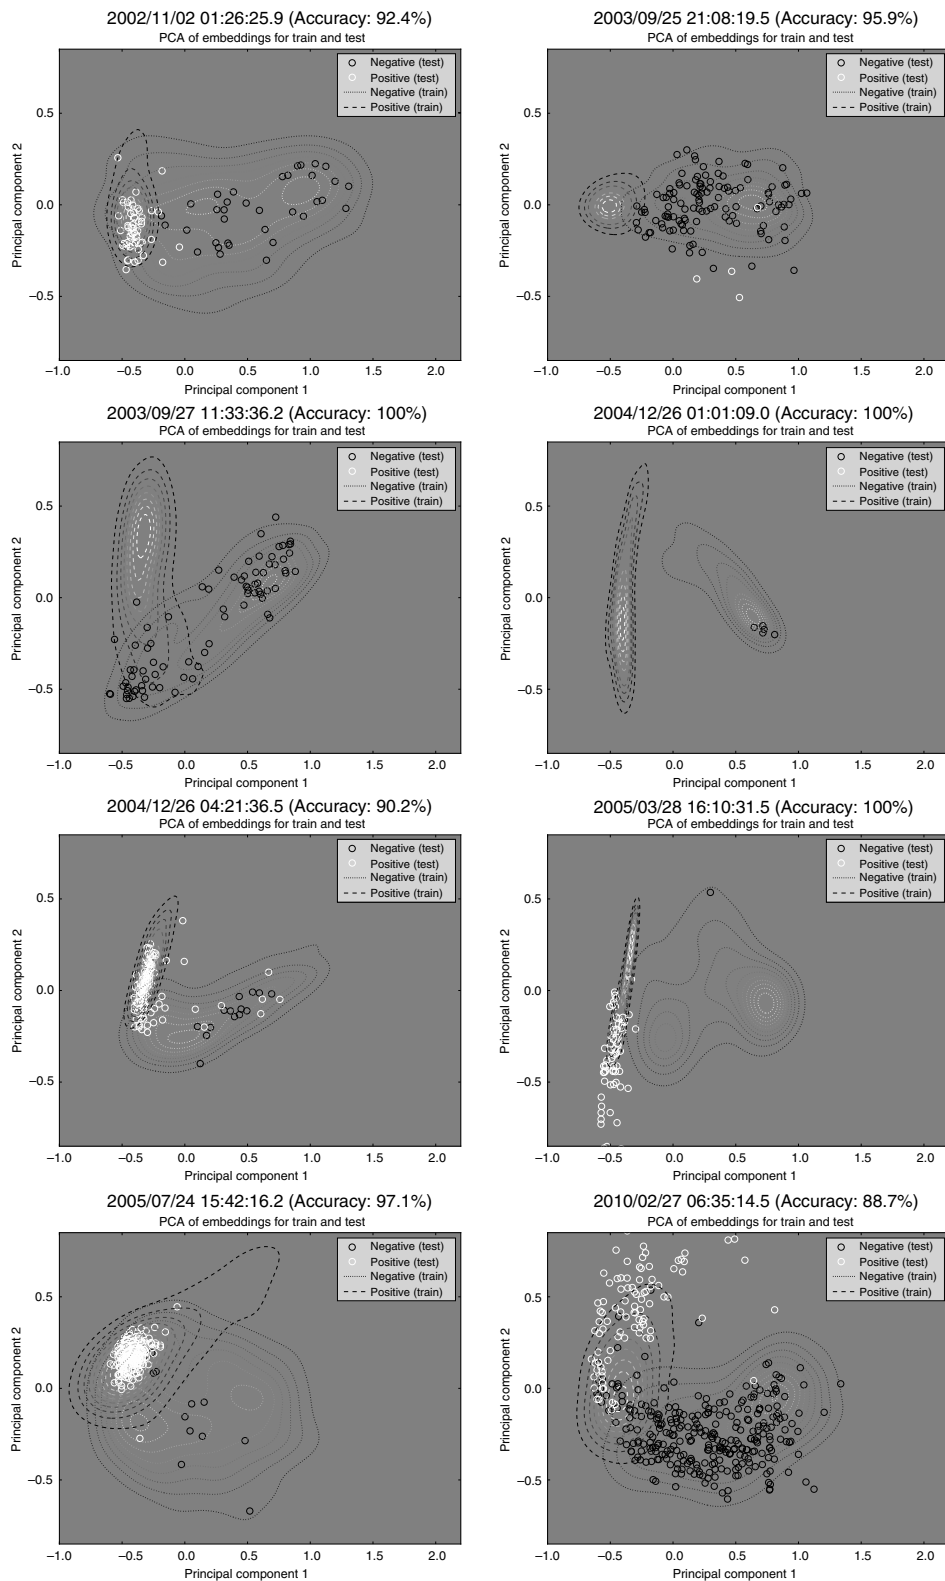 2002/11/02 01:26:25.9 (Accuracy: 92.4%)
PCA of embeddings for train and test
Negative (test)
Positive (test)
Negative (train)
Positive (train)
0.5
0.0
−0.5
Principal component 2
−1.0 −0.5 0.0 0.5 1.0 1.5 2.0
Principal component 1
2003/09/25 21:08:19.5 (Accuracy: 95.9%)
PCA of embeddings for train and test
Negative (test)
Positive (test)
Negative (train)
Positive (train)
0.5
0.0
−0.5
Principal component 2
−1.0 −0.5 0.0 0.5 1.0 1.5 2.0
Principal component 1
2003/09/27 11:33:36.2 (Accuracy: 100%)
PCA of embeddings for train and test
Negative (test)
Positive (test)
Negative (train)
Positive (train)
0.5
0.0
−0.5
Principal component 2
−1.0 −0.5 0.0 0.5 1.0 1.5 2.0
Principal component 1
2004/12/26 01:01:09.0 (Accuracy: 100%)
PCA of embeddings for train and test
Negative (test)
Positive (test)
Negative (train)
Positive (train)
0.5
0.0
−0.5
Principal component 2
−1.0 −0.5 0.0 0.5 1.0 1.5 2.0
Principal component 1
2004/12/26 04:21:36.5 (Accuracy: 90.2%)
PCA of embeddings for train and test
Negative (test)
Positive (test)
Negative (train)
Positive (train)
0.5
0.0
−0.5
Principal component 2
−1.0 −0.5 0.0 0.5 1.0 1.5 2.0
Principal component 1
2005/03/28 16:10:31.5 (Accuracy: 100%)
PCA of embeddings for train and test
Negative (test)
Positive (test)
Negative (train)
Positive (train)
0.5
0.0
−0.5
Principal component 2
−1.0 −0.5 0.0 0.5 1.0 1.5 2.0
Principal component 1
2005/07/24 15:42:16.2 (Accuracy: 97.1%)
PCA of embeddings for train and test
Negative (test)
Positive (test)
Negative (train)
Positive (train)
0.5
0.0
−0.5
Principal component 2
−1.0 −0.5 0.0 0.5 1.0 1.5 2.0
Principal component 1
2010/02/27 06:35:14.5 (Accuracy: 88.7%)
PCA of embeddings for train and test
Negative (test)
Positive (test)
Negative (train)
Positive (train)
0.5
0.0
−0.5
Principal component 2
−1.0 −0.5 0.0 0.5 1.0 1.5 2.0
Principal component 1